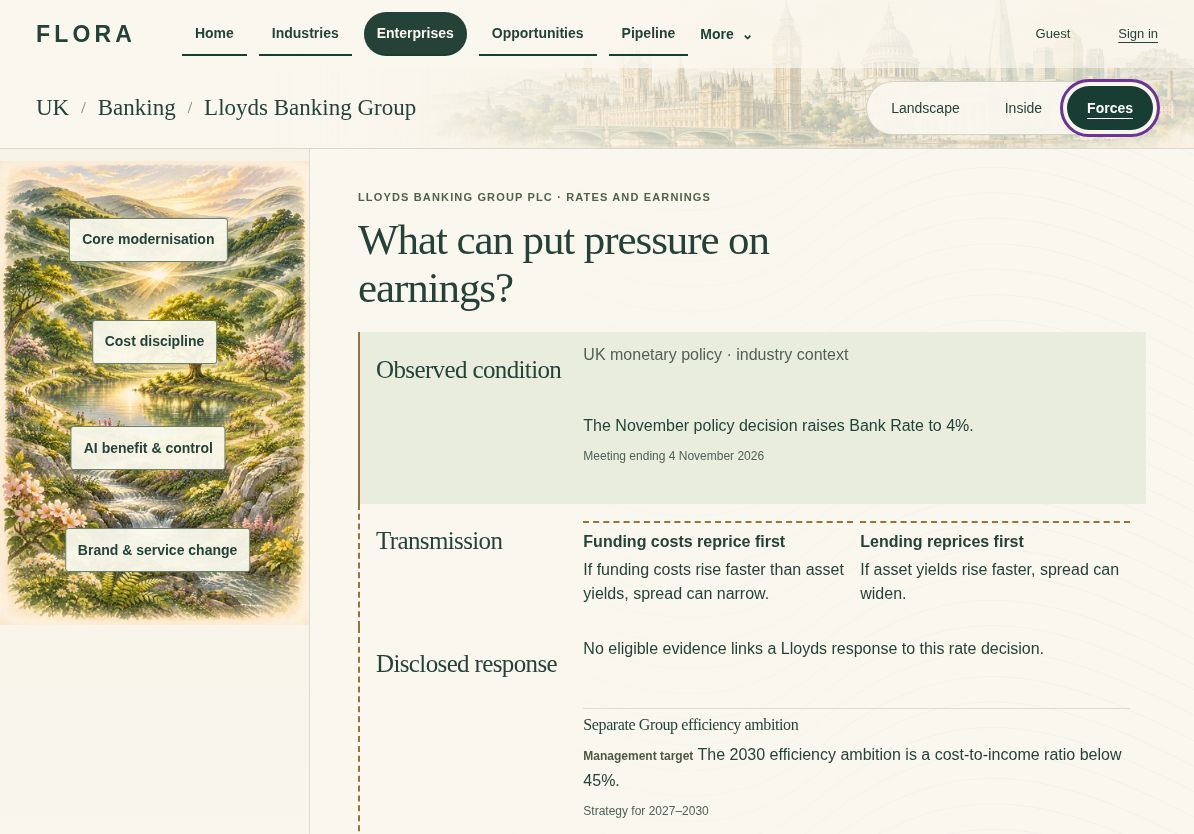 FLORA
Home
Industries
Enterprises
Opportunities
Pipeline
More
Guest
Sign in
UK / Banking / Lloyds Banking Group
Landscape
Inside
Forces
Core modernisation
Cost discipline
AI benefit & control
Brand & service change
LLOYDS BANKING GROUP PLC · RATES AND EARNINGS
What can put pressure on
earnings?
Observed condition
UK monetary policy · industry context
The November policy decision raises Bank Rate to 4%.
Meeting ending 4 November 2026
Transmission
Funding costs reprice first
If funding costs rise faster than asset
yields, spread can narrow.
Lending reprices first
If asset yields rise faster, spread can
widen.
Disclosed response
No eligible evidence links a Lloyds response to this rate decision.
Separate Group efficiency ambition
Management target The 2030 efficiency ambition is a cost-to-income ratio below
45%.
Strategy for 2027–2030